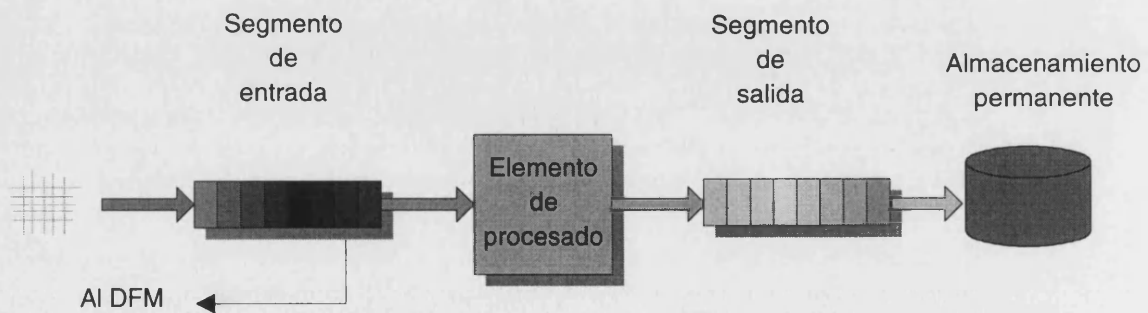 Segmento
de
entrada
Segmento
de
salida
Almacenamiento
permanente
Elemento
de
procesado
Al DFM